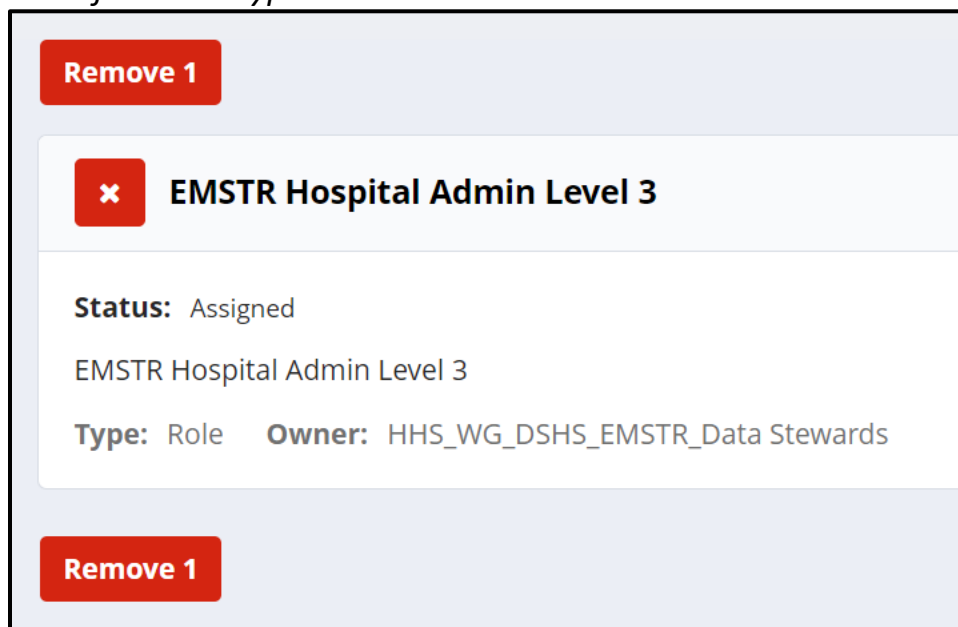 Remove 1
EMSTR Hospital Admin Level 3
Status: Assigned
EMSTR Hospital Admin Level 3
Type: Role Owner: HHS_WG_DSHS_EMSTR_Data Stewards
Remove 1